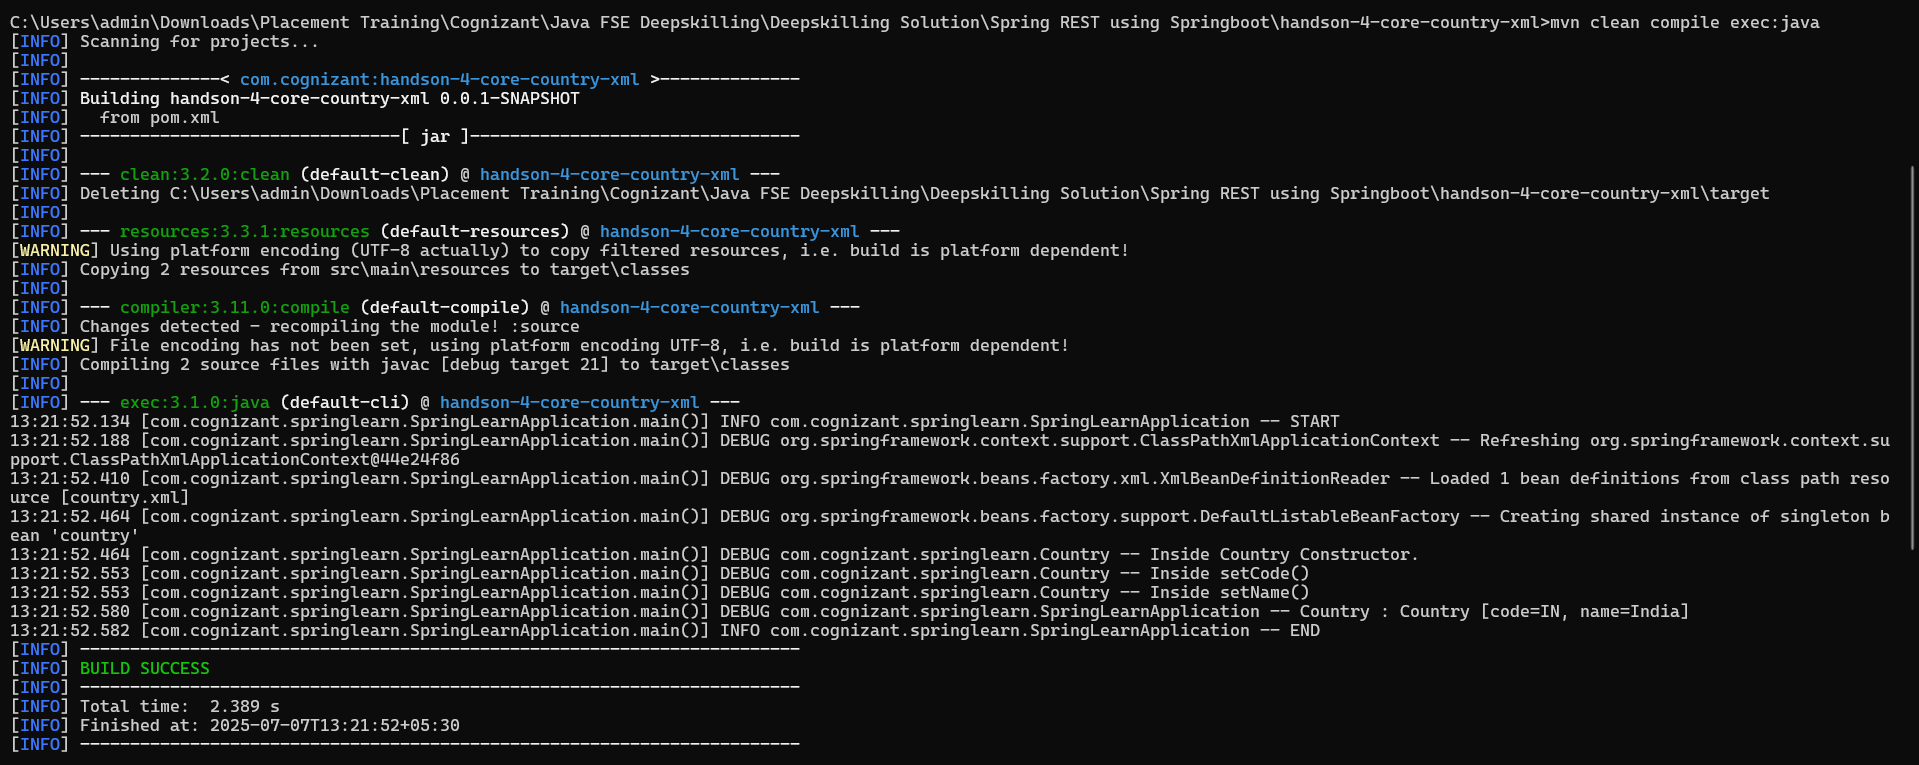 C:\Users\admin\Downloads\Placement Training\Cognizant\Java FSE Deepskilling\Deepskilling Solution\Spring REST using Springboot\handson-4-core-country-xml>mvn clean compile exec:java
[INFO] Scanning for projects...
[INFO]
[INFO] --------------< com.cognizant:handson-4-core-country-xml >--------------
[INFO] Building handson-4-core-country-xml 0.0.1-SNAPSHOT
[INFO]   from pom.xml
[INFO] --------------------------------[ jar ]---------------------------------
[INFO]
[INFO] --- clean:3.2.0:clean (default-clean) @ handson-4-core-country-xml ---
[INFO] Deleting C:\Users\admin\Downloads\Placement Training\Cognizant\Java FSE Deepskilling\Deepskilling Solution\Spring REST using Springboot\handson-4-core-country-xml\target
[INFO]
[INFO] --- resources:3.3.1:resources (default-resources) @ handson-4-core-country-xml ---
[WARNING] Using platform encoding (UTF-8 actually) to copy filtered resources, i.e. build is platform dependent!
[INFO] Copying 2 resources from src\main\resources to target\classes
[INFO]
[INFO] --- compiler:3.11.0:compile (default-compile) @ handson-4-core-country-xml ---
[INFO] Changes detected - recompiling the module! :source
[WARNING] File encoding has not been set, using platform encoding UTF-8, i.e. build is platform dependent!
[INFO] Compiling 2 source files with javac [debug target 21] to target\classes
[INFO]
[INFO] --- exec:3.1.0:java (default-cli) @ handson-4-core-country-xml ---
13:21:52.134 [com.cognizant.springlearn.SpringLearnApplication.main()] INFO com.cognizant.springlearn.SpringLearnApplication -- START
13:21:52.188 [com.cognizant.springlearn.SpringLearnApplication.main()] DEBUG org.springframework.context.support.ClassPathXmlApplicationContext -- Refreshing org.springframework.context.su
pport.ClassPathXmlApplicationContext@44e24f86
13:21:52.410 [com.cognizant.springlearn.SpringLearnApplication.main()] DEBUG org.springframework.beans.factory.xml.XmlBeanDefinitionReader -- Loaded 1 bean definitions from class path reso
urce [country.xml]
13:21:52.464 [com.cognizant.springlearn.SpringLearnApplication.main()] DEBUG org.springframework.beans.factory.support.DefaultListableBeanFactory -- Creating shared instance of singleton b
ean 'country'
13:21:52.464 [com.cognizant.springlearn.SpringLearnApplication.main()] DEBUG com.cognizant.springlearn.Country -- Inside Country Constructor.
13:21:52.553 [com.cognizant.springlearn.SpringLearnApplication.main()] DEBUG com.cognizant.springlearn.Country -- Inside setCode()
13:21:52.553 [com.cognizant.springlearn.SpringLearnApplication.main()] DEBUG com.cognizant.springlearn.Country -- Inside setName()
13:21:52.580 [com.cognizant.springlearn.SpringLearnApplication.main()] DEBUG com.cognizant.springlearn.SpringLearnApplication -- Country : Country [code=IN, name=India]
13:21:52.582 [com.cognizant.springlearn.SpringLearnApplication.main()] INFO com.cognizant.springlearn.SpringLearnApplication -- END
[INFO] ------------------------------------------------------------------------
[INFO] BUILD SUCCESS
[INFO] ------------------------------------------------------------------------
[INFO] Total time:  2.389 s
[INFO] Finished at: 2025-07-07T13:21:52+05:30
[INFO] ------------------------------------------------------------------------